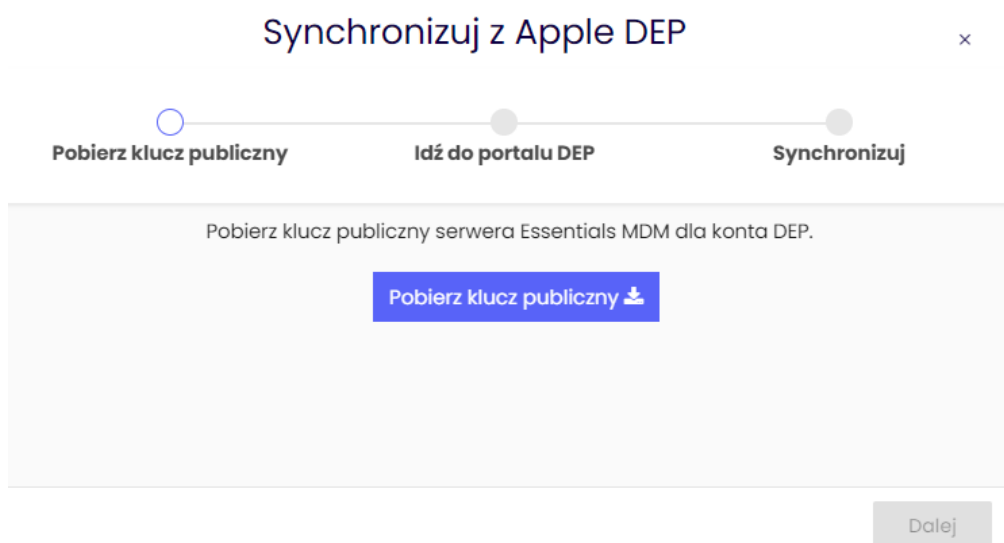 Synchronizuj z Apple DEP
×
Pobierz klucz publiczny
Idź do portalu DEP
Synchronizuj
Pobierz klucz publiczny serwera Essentials MDM dla konta DEP.
Pobierz klucz publiczny
Dalej